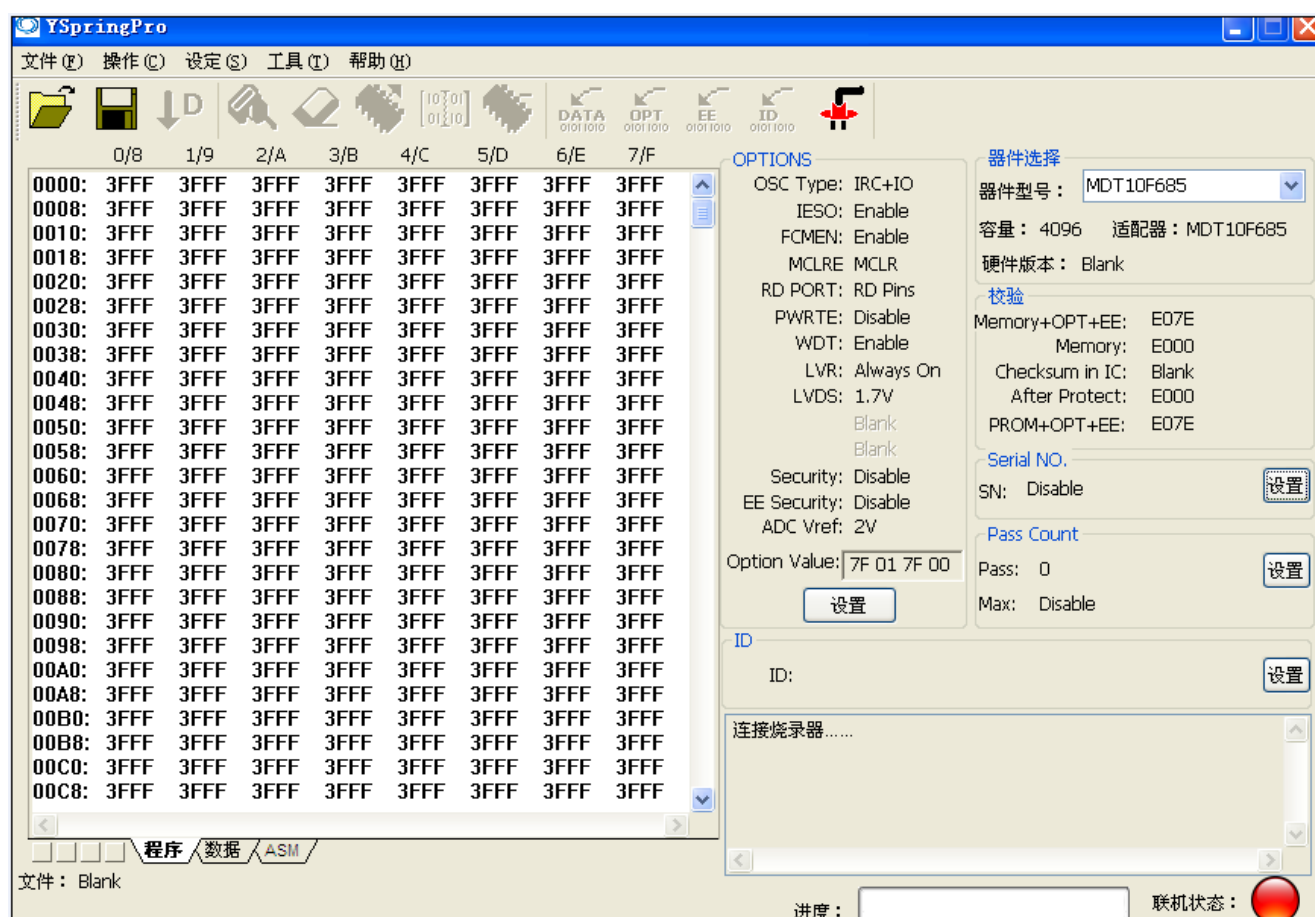 YSpringPro
文件(F) 操作(C) 设定(S) 工具(T) 帮助(H)
D DATA OPT EE ID
0/8 1/9 2/A 3/B 4/C 5/D 6/E 7/F
0000: 3FFF 3FFF 3FFF 3FFF 3FFF 3FFF 3FFF 3FFF
0008: 3FFF 3FFF 3FFF 3FFF 3FFF 3FFF 3FFF 3FFF
0010: 3FFF 3FFF 3FFF 3FFF 3FFF 3FFF 3FFF 3FFF
0018: 3FFF 3FFF 3FFF 3FFF 3FFF 3FFF 3FFF 3FFF
0020: 3FFF 3FFF 3FFF 3FFF 3FFF 3FFF 3FFF 3FFF
0028: 3FFF 3FFF 3FFF 3FFF 3FFF 3FFF 3FFF 3FFF
0030: 3FFF 3FFF 3FFF 3FFF 3FFF 3FFF 3FFF 3FFF
0038: 3FFF 3FFF 3FFF 3FFF 3FFF 3FFF 3FFF 3FFF
0040: 3FFF 3FFF 3FFF 3FFF 3FFF 3FFF 3FFF 3FFF
0048: 3FFF 3FFF 3FFF 3FFF 3FFF 3FFF 3FFF 3FFF
0050: 3FFF 3FFF 3FFF 3FFF 3FFF 3FFF 3FFF 3FFF
0058: 3FFF 3FFF 3FFF 3FFF 3FFF 3FFF 3FFF 3FFF
0060: 3FFF 3FFF 3FFF 3FFF 3FFF 3FFF 3FFF 3FFF
0068: 3FFF 3FFF 3FFF 3FFF 3FFF 3FFF 3FFF 3FFF
0070: 3FFF 3FFF 3FFF 3FFF 3FFF 3FFF 3FFF 3FFF
0078: 3FFF 3FFF 3FFF 3FFF 3FFF 3FFF 3FFF 3FFF
0080: 3FFF 3FFF 3FFF 3FFF 3FFF 3FFF 3FFF 3FFF
0088: 3FFF 3FFF 3FFF 3FFF 3FFF 3FFF 3FFF 3FFF
0090: 3FFF 3FFF 3FFF 3FFF 3FFF 3FFF 3FFF 3FFF
0098: 3FFF 3FFF 3FFF 3FFF 3FFF 3FFF 3FFF 3FFF
00A0: 3FFF 3FFF 3FFF 3FFF 3FFF 3FFF 3FFF 3FFF
00A8: 3FFF 3FFF 3FFF 3FFF 3FFF 3FFF 3FFF 3FFF
00B0: 3FFF 3FFF 3FFF 3FFF 3FFF 3FFF 3FFF 3FFF
00B8: 3FFF 3FFF 3FFF 3FFF 3FFF 3FFF 3FFF 3FFF
00C0: 3FFF 3FFF 3FFF 3FFF 3FFF 3FFF 3FFF 3FFF
00C8: 3FFF 3FFF 3FFF 3FFF 3FFF 3FFF 3FFF 3FFF
程序 数据 ASM
文件： Blank
OPTIONS
OSC Type: IRC+IO
IESO: Enable
FCMEN: Enable
MCLRE MCLR
RD PORT: RD Pins
PWRTE: Disable
WDT: Enable
LVR: Always On
LVDS: 1.7V
Blank
Blank
Security: Disable
EE Security: Disable
ADC Vref: 2V
Option Value: 7F 01 7F 00
设置
器件选择
器件型号： MDT10F685
容量： 4096 适配器：MDT10F685
硬件版本： Blank
校验
Memory+OPT+EE: E07E
Memory: E000
Checksum in IC: Blank
After Protect: E000
PROM+OPT+EE: E07E
Serial NO.
SN: Disable 设置
Pass Count
Pass: 0 设置
Max: Disable
ID
ID: 设置
连接烧录器......
进度： 联机状态：